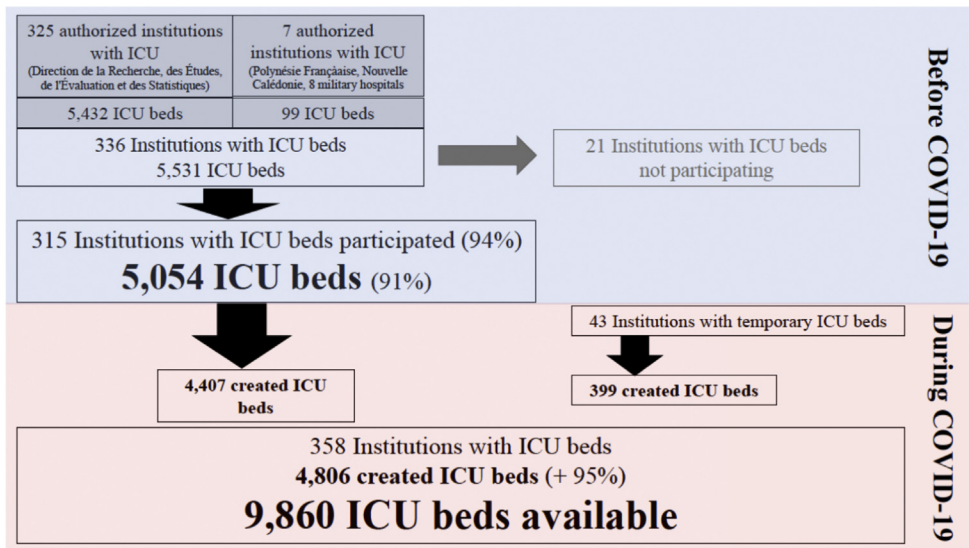 325 authorized institutions
with ICU
(Direction de la Recherche, des Études,
de l'Évaluation et des Statistiques)
5,432 ICU beds
7 authorized
institutions with ICU
(Polynésie Françáaise, Nouvelle
Calédonie, 8 military hospitals
99 ICU beds
336 Institutions with ICU beds
5,531 ICU beds
21 Institutions with ICU beds
not participating
315 Institutions with ICU beds participated (94%)
5,054 ICU beds (91%)
Before COVID-19
43 Institutions with temporary ICU beds
4,407 created ICU
beds
399 created ICU beds
358 Institutions with ICU beds
4,806 created ICU beds (+ 95%)
9,860 ICU beds available
During COVID-19